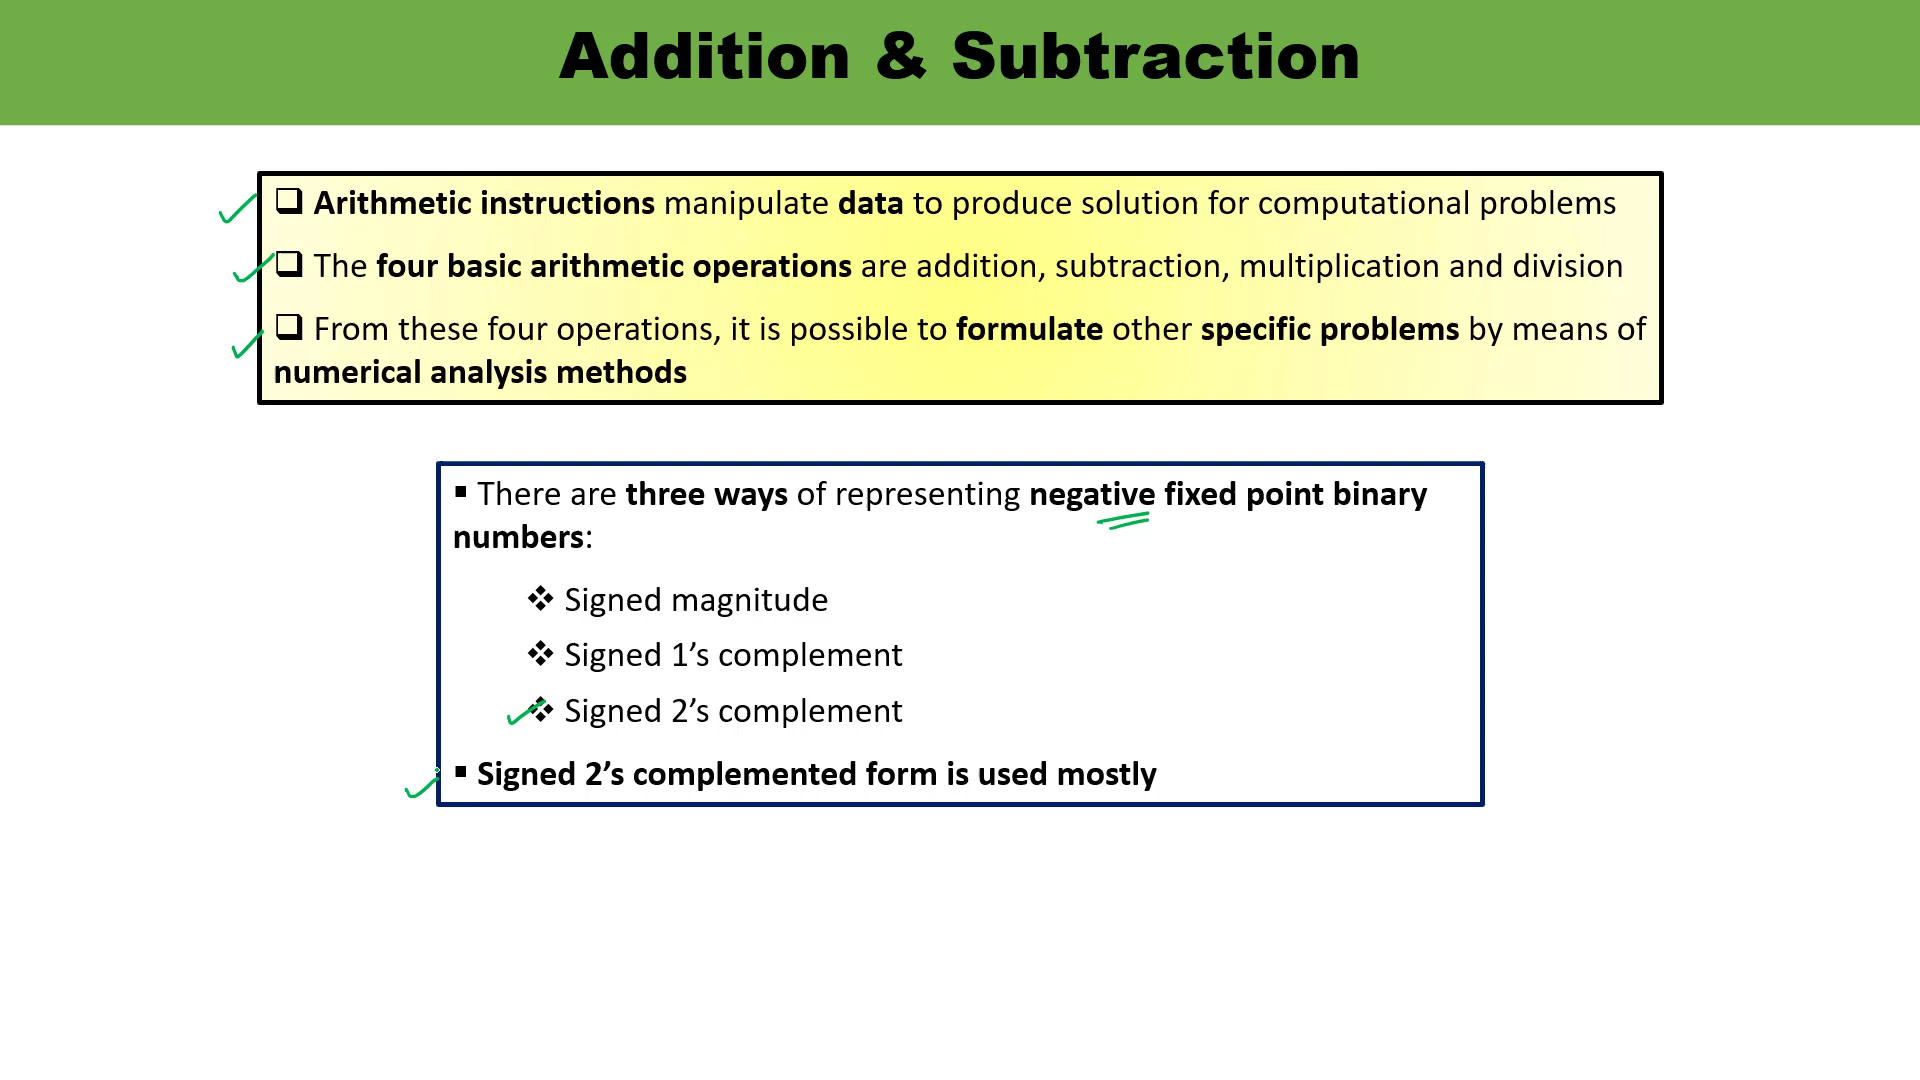 Addition & Subtraction
❑ Arithmetic instructions manipulate data to produce solution for computational problems
❑ The four basic arithmetic operations are addition, subtraction, multiplication and division
❑ From these four operations, it is possible to formulate other specific problems by means of
numerical analysis methods
▪ There are three ways of representing negative fixed point binary
numbers:
❖ Signed magnitude
❖ Signed 1’s complement
❖ Signed 2’s complement
▪ Signed 2’s complemented form is used mostly